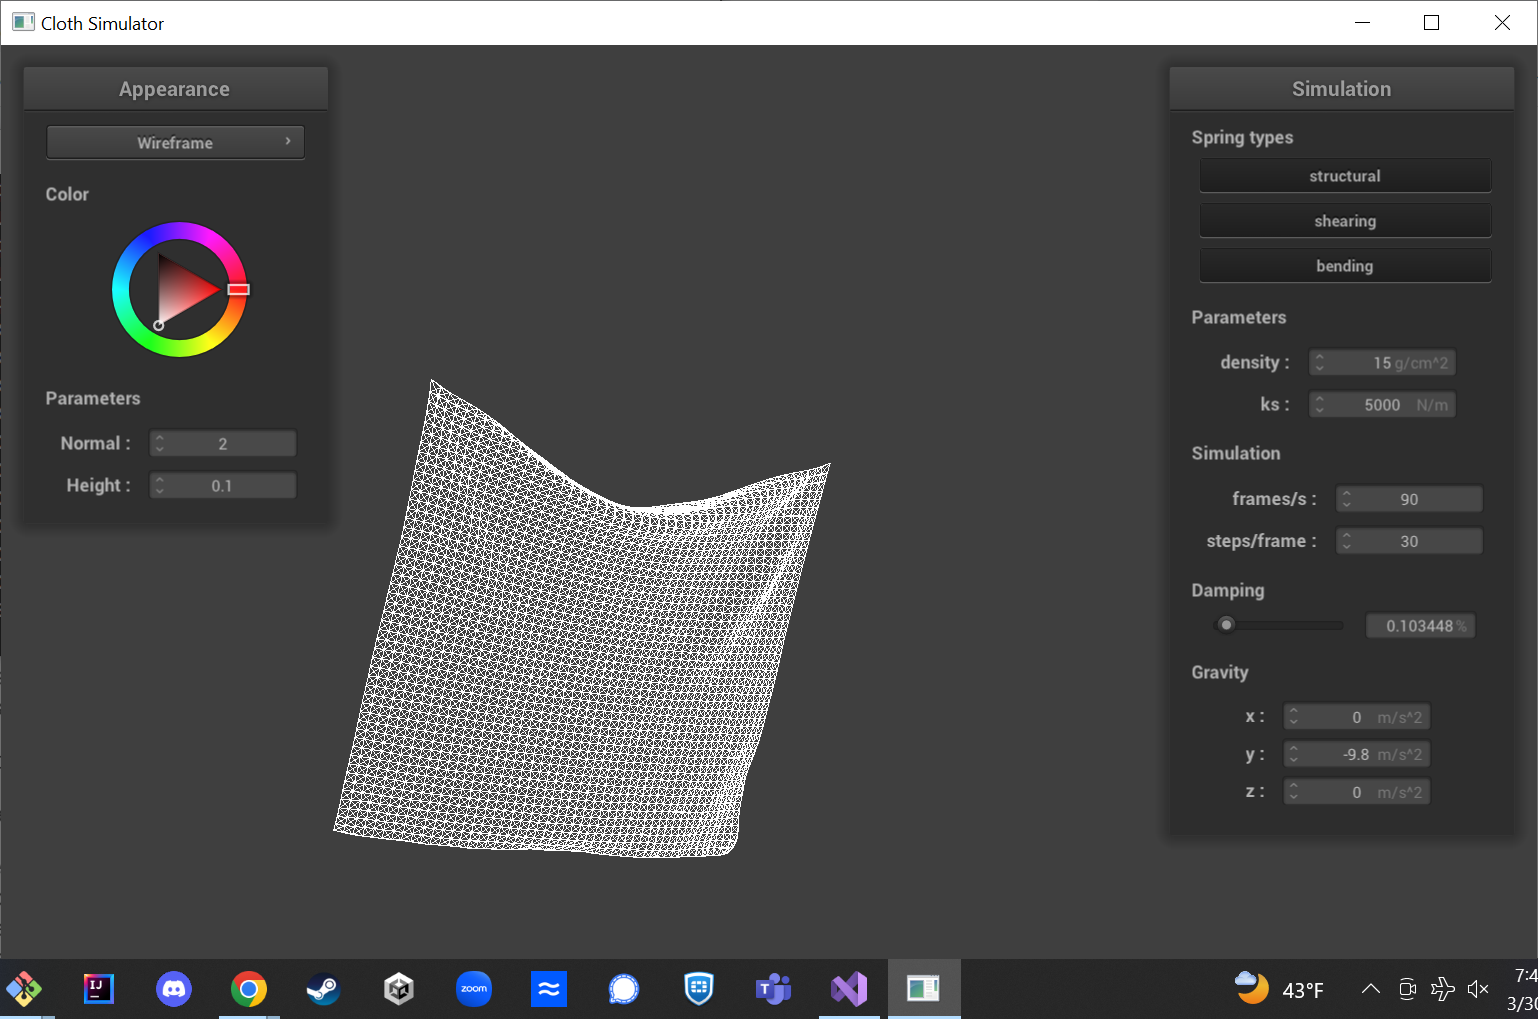 Cloth Simulator
Appearance
Wireframe
Color
Parameters
Normal : 2
Height : 0.1
Simulation
Spring types
structural
shearing
bending
Parameters
density : 15 g/cm^2
ks : 5000 N/m
Simulation
frames/s : 90
steps/frame : 30
Damping
0.103448 %
Gravity
x : 0 m/s^2
y : -9.8 m/s^2
z : 0 m/s^2
IJ
zoom
T
43°F
7:4
3/30